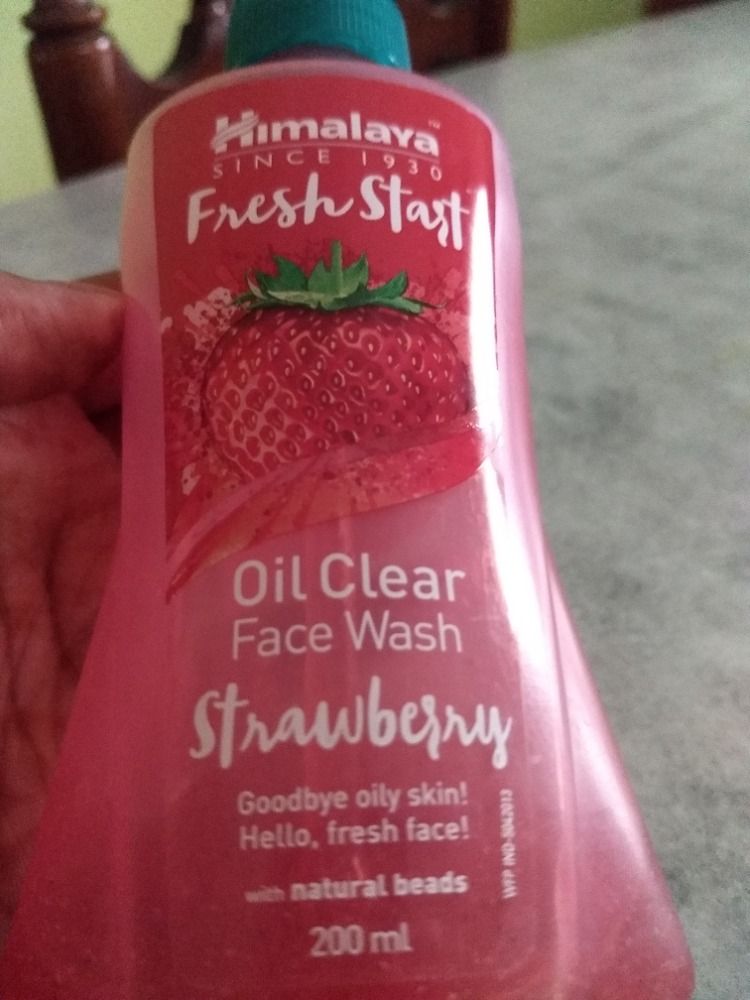 Himalaya
SINCE 1930
Fresh Start
Oil Clear
Face Wash
Strawberry
Goodbye oily skin!
Hello, fresh face!
with natural beads
200 ml